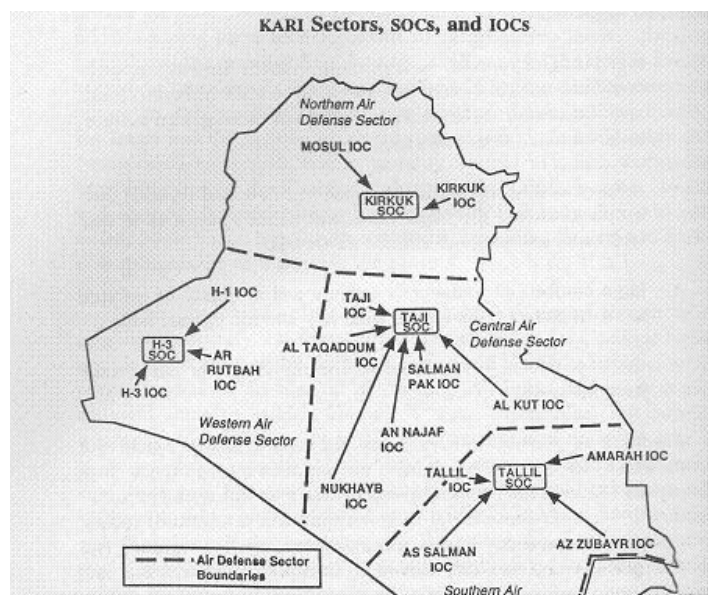 KARI Sectors, SOCs, and IOCs
Northern Air
Defense Sector
MOSUL IOC
KIRKUK
SOC
KIRKUK
IOC
H-1 IOC
H-3
SOC
AR
RUTBAH
IOC
H-3 IOC
Western Air
Defense Sector
TAJI
IOC
TAJI
SOC
Central Air
Defense Sector
AL TAQADDUM
IOC
SALMAN
PAK IOC
AL KUT IOC
AN NAJAF
IOC
NUKHAYB
IOC
TALLIL
IOC
TALLIL
SOC
AMARAH IOC
AS SALMAN
IOC
AZ ZUBAYR IOC
Air Defense Sector
Boundaries
Southern Air